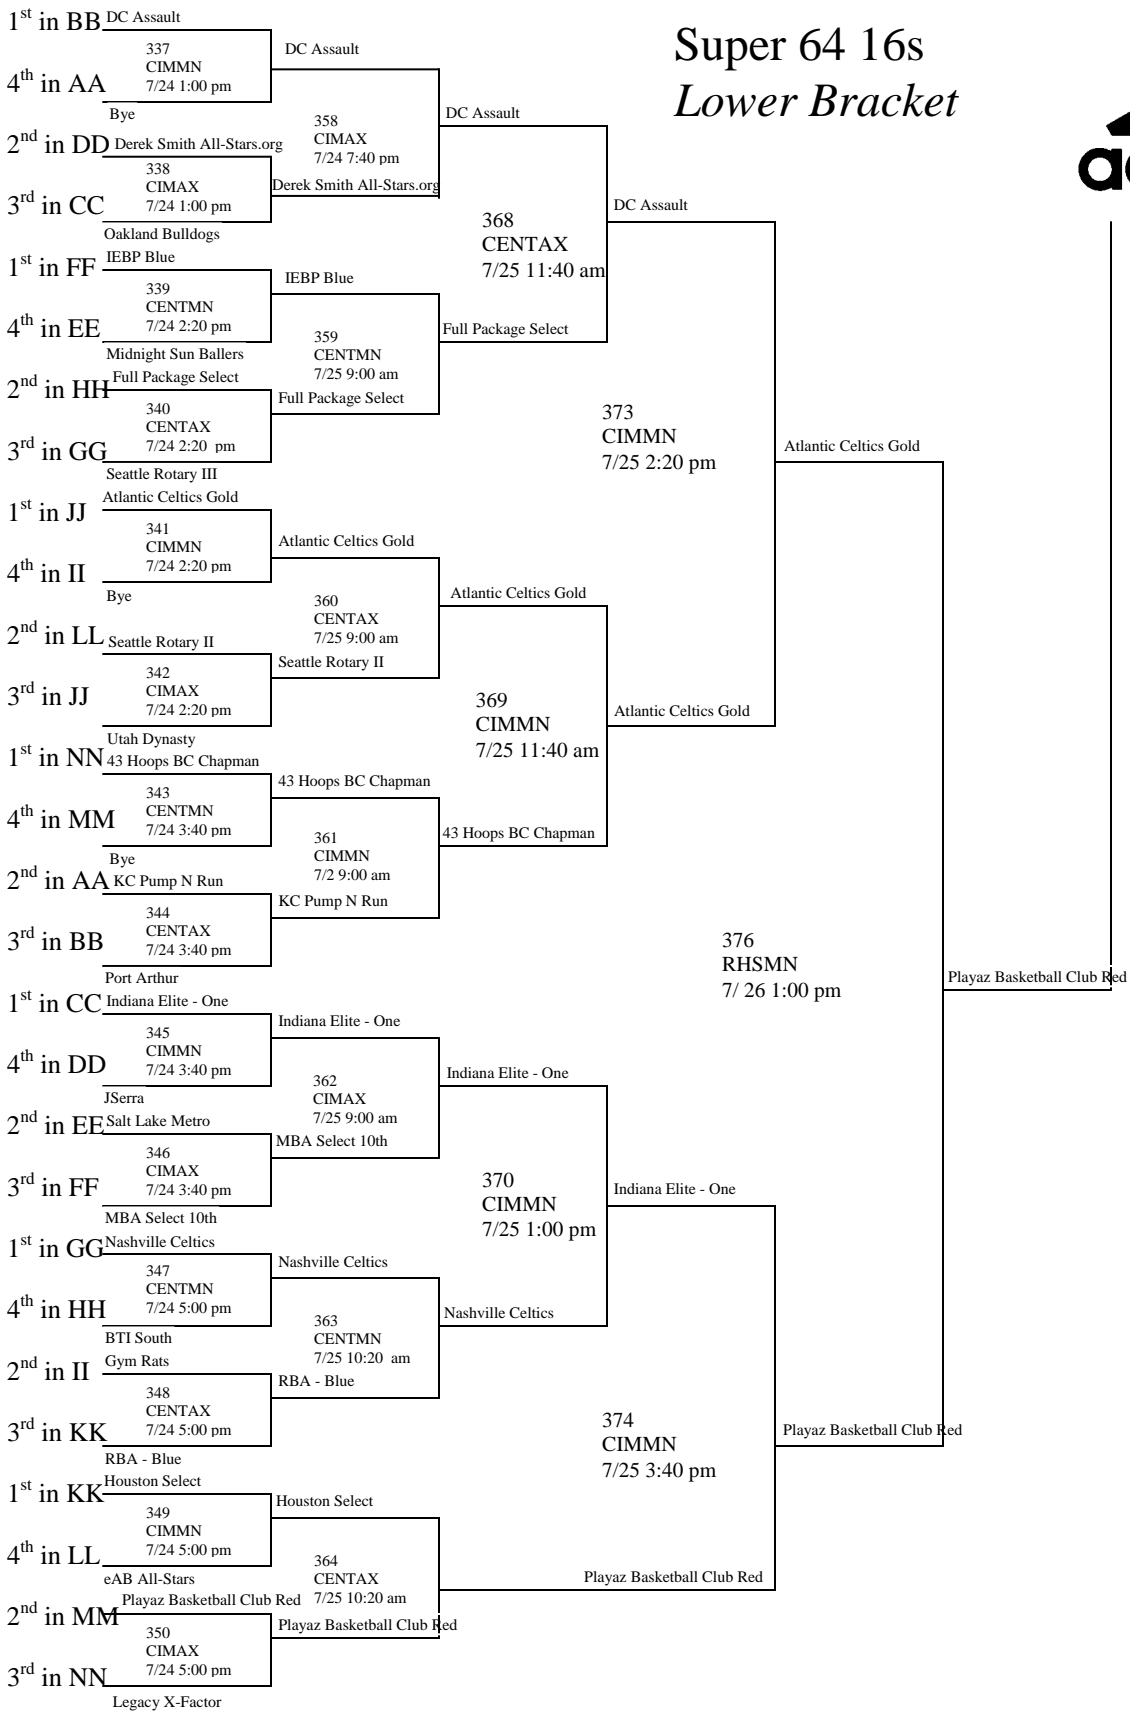 Super 64 16s
Lower Bracket
1st in BB
DC Assault
337
CIMMN
7/24 1:00 pm
4th in AA
Bye
2nd in DD
Derek Smith All-Stars.org
338
CIMAX
7/24 1:00 pm
3rd in CC
Oakland Bulldogs
1st in FF
IEBP Blue
339
CENTMN
7/24 2:20 pm
4th in EE
Midnight Sun Ballers
2nd in HH
Full Package Select
340
CENTAX
7/24 2:20 pm
3rd in GG
Seattle Rotary III
1st in JJ
Atlantic Celtics Gold
341
CIMMN
7/24 2:20 pm
4th in II
Bye
2nd in LL
Seattle Rotary II
342
CIMAX
7/24 2:20 pm
3rd in JJ
Utah Dynasty
1st in NN
43 Hoops BC Chapman
343
CENTMN
7/24 3:40 pm
4th in MM
Bye
2nd in AA
KC Pump N Run
344
CENTAX
7/24 3:40 pm
3rd in BB
Port Arthur
1st in CC
Indiana Elite - One
345
CIMMN
7/24 3:40 pm
4th in DD
JSerra
2nd in EE
Salt Lake Metro
346
CIMAX
7/24 3:40 pm
3rd in FF
MBA Select 10th
1st in GG
Nashville Celtics
347
CENTMN
7/24 5:00 pm
4th in HH
BTI South
2nd in II
Gym Rats
348
CENTAX
7/24 5:00 pm
3rd in KK
RBA - Blue
1st in KK
Houston Select
349
CIMMN
7/24 5:00 pm
4th in LL
eAB All-Stars
2nd in MM
Playaz Basketball Club Red
350
CIMAX
7/24 5:00 pm
3rd in NN
Legacy X-Factor
DC Assault
358
CIMAX
7/24 7:40 pm
Derek Smith All-Stars.org
IEBP Blue
359
CENTMN
7/25 9:00 am
Full Package Select
Atlantic Celtics Gold
360
CENTAX
7/25 9:00 am
Seattle Rotary II
43 Hoops BC Chapman
361
CIMMN
7/2 9:00 am
KC Pump N Run
Indiana Elite - One
362
CIMAX
7/25 9:00 am
MBA Select 10th
Nashville Celtics
363
CENTMN
7/25 10:20 am
RBA - Blue
Houston Select
364
CENTAX
7/25 10:20 am
Playaz Basketball Club Red
DC Assault
368
CENTAX
7/25 11:40 am
Full Package Select
Atlantic Celtics Gold
369
CIMMN
7/25 11:40 am
43 Hoops BC Chapman
Indiana Elite - One
370
CIMMN
7/25 1:00 pm
Nashville Celtics
DC Assault
373
CIMMN
7/25 2:20 pm
Atlantic Celtics Gold
Indiana Elite - One
374
CIMMN
7/25 3:40 pm
Playaz Basketball Club Red
Atlantic Celtics Gold
376
RHSMN
7/ 26 1:00 pm
Playaz Basketball Club Red
Playaz Basketball Club Red